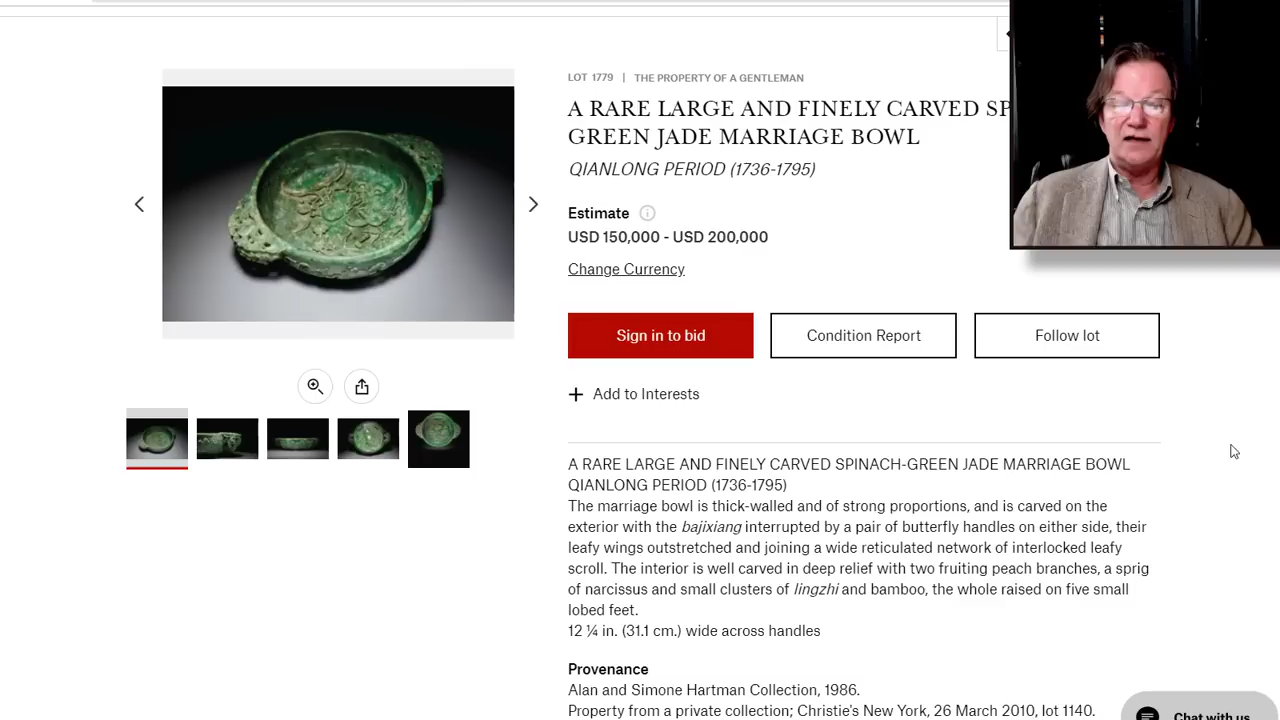 LOT 1779 | THE PROPERTY OF A GENTLEMAN
A RARE LARGE AND FINELY CARVED SP
GREEN JADE MARRIAGE BOWL
QIANLONG PERIOD (1736-1795)
Estimate
USD 150,000 - USD 200,000
Change Currency
Sign in to bid
Condition Report
Follow lot
+ Add to Interests
A RARE LARGE AND FINELY CARVED SPINACH-GREEN JADE MARRIAGE BOWL
QIANLONG PERIOD (1736-1795)
The marriage bowl is thick-walled and of strong proportions, and is carved on the
exterior with the bajixiang interrupted by a pair of butterfly handles on either side, their
leafy wings outstretched and joining a wide reticulated network of interlocked leafy
scroll. The interior is well carved in deep relief with two fruiting peach branches, a sprig
of narcissus and small clusters of lingzhi and bamboo, the whole raised on five small
lobed feet.
12 ¼ in. (31.1 cm.) wide across handles
Provenance
Alan and Simone Hartman Collection, 1986.
Property from a private collection; Christie's New York, 26 March 2010, lot 1140.
Chat with us